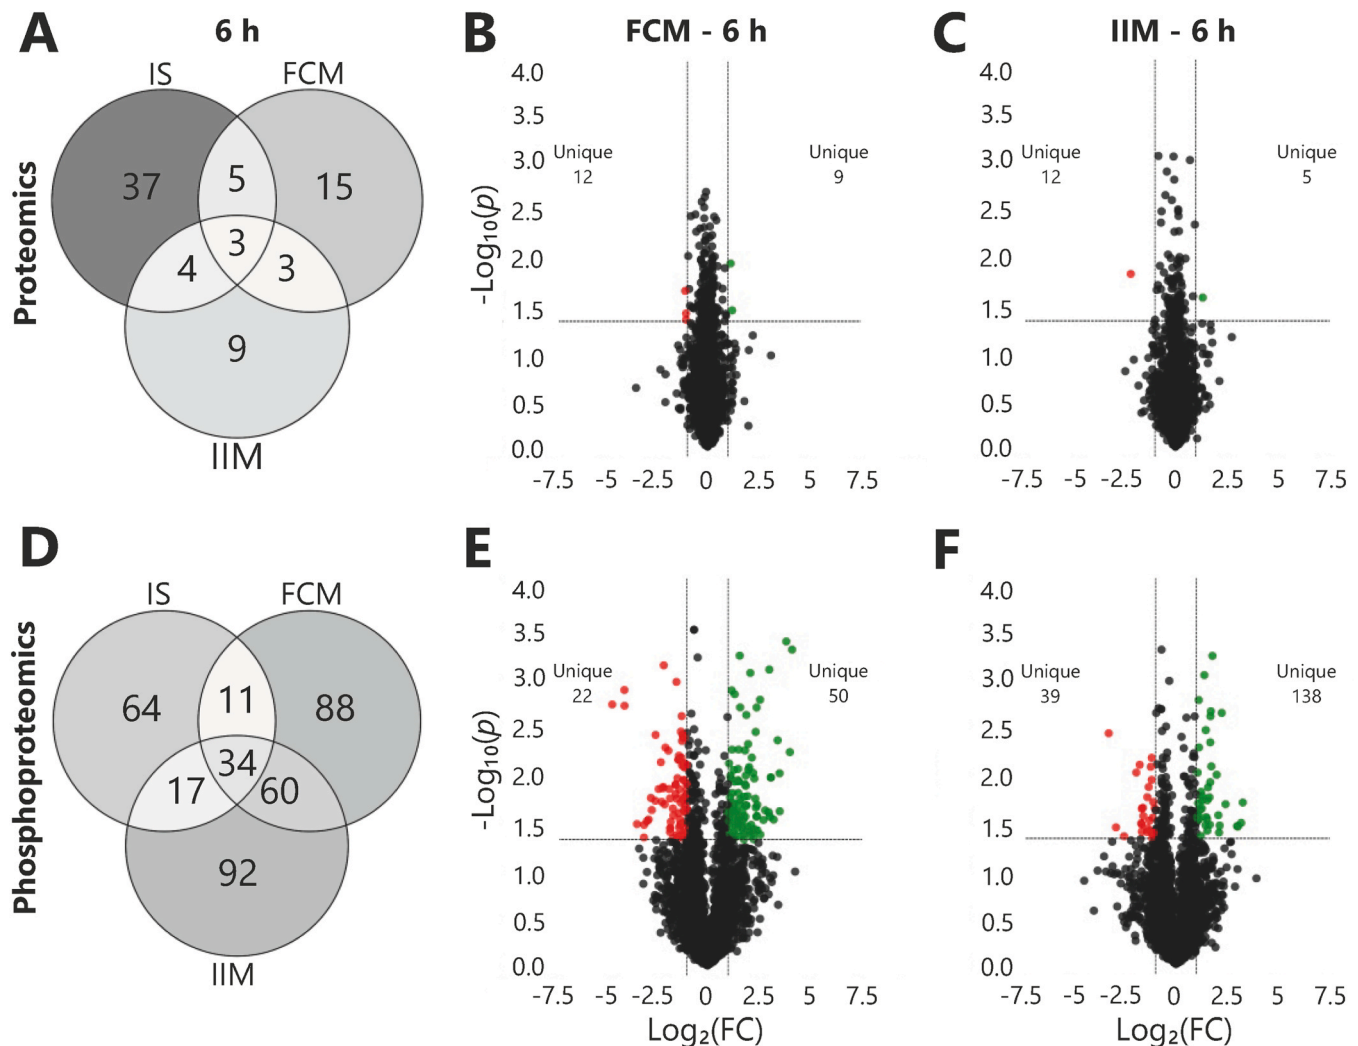 A
6 h
IS
FCM
37
5
15
3
4
3
9
IIM
Proteomics
B
FCM - 6 h
-Log₁₀(p)
4.0
3.5
3.0
2.5
2.0
1.5
1.0
0.5
0.0
Unique
12
Unique
9
-7.5 -5 -2.5 0 2.5 5 7.5
C
IIM - 6 h
4.0
3.5
3.0
2.5
2.0
1.5
1.0
0.5
0.0
Unique
12
Unique
5
-7.5 -5 -2.5 0 2.5 5 7.5
D
IS
FCM
64
11
88
34
17
60
92
IIM
Phosphoproteomics
E
-Log₁₀(p)
4.0
3.5
3.0
2.5
2.0
1.5
1.0
0.5
0.0
Unique
22
Unique
50
-7.5 -5 -2.5 0 2.5 5 7.5
Log₂(FC)
F
4.0
3.5
3.0
2.5
2.0
1.5
1.0
0.5
0.0
Unique
39
Unique
138
-7.5 -5 -2.5 0 2.5 5 7.5
Log₂(FC)